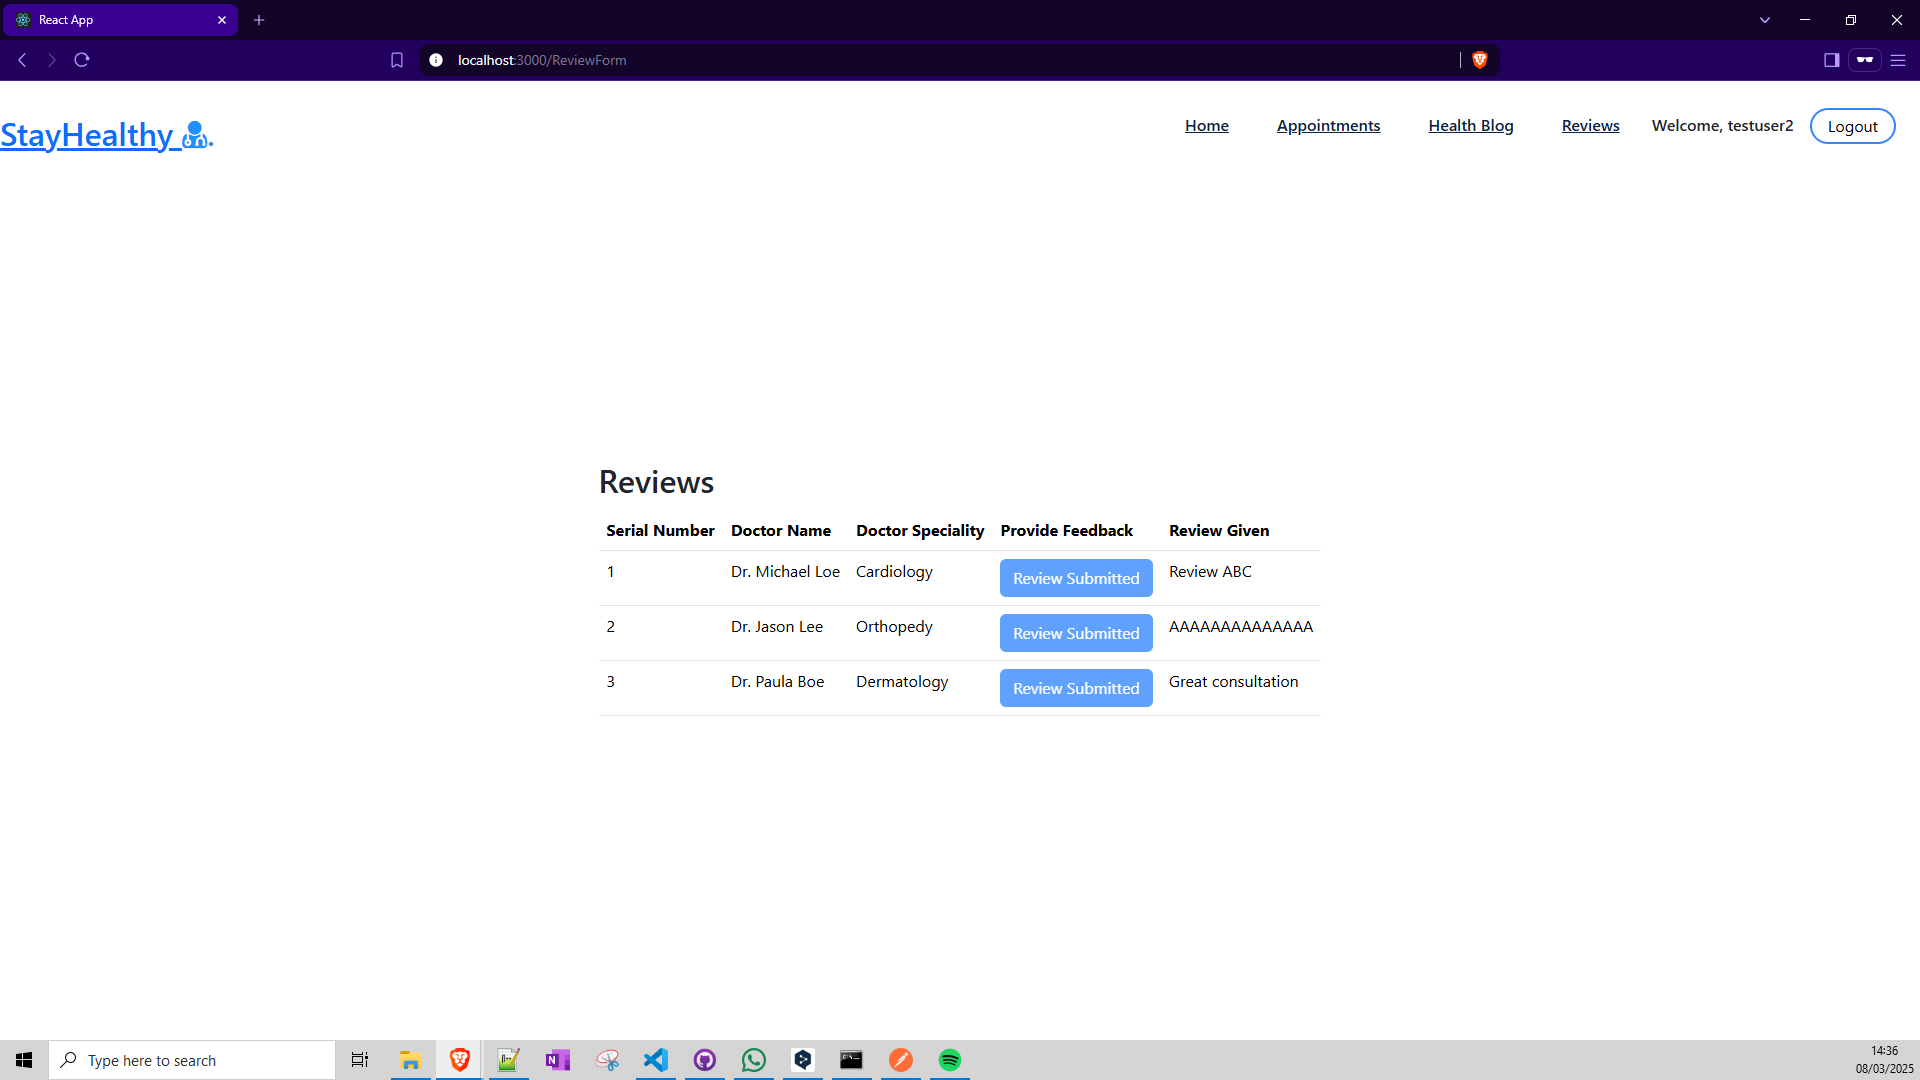 React App
localhost:3000/ReviewForm
StayHealthy .
Home Appointments Health Blog Reviews Welcome, testuser2 Logout
Reviews
Serial Number Doctor Name Doctor Speciality Provide Feedback Review Given
1 Dr. Michael Loe Cardiology Review Submitted Review ABC
2 Dr. Jason Lee Orthopedy Review Submitted AAAAAAAAAAAAAA
3 Dr. Paula Boe Dermatology Review Submitted Great consultation
Type here to search
14:36
08/03/2025